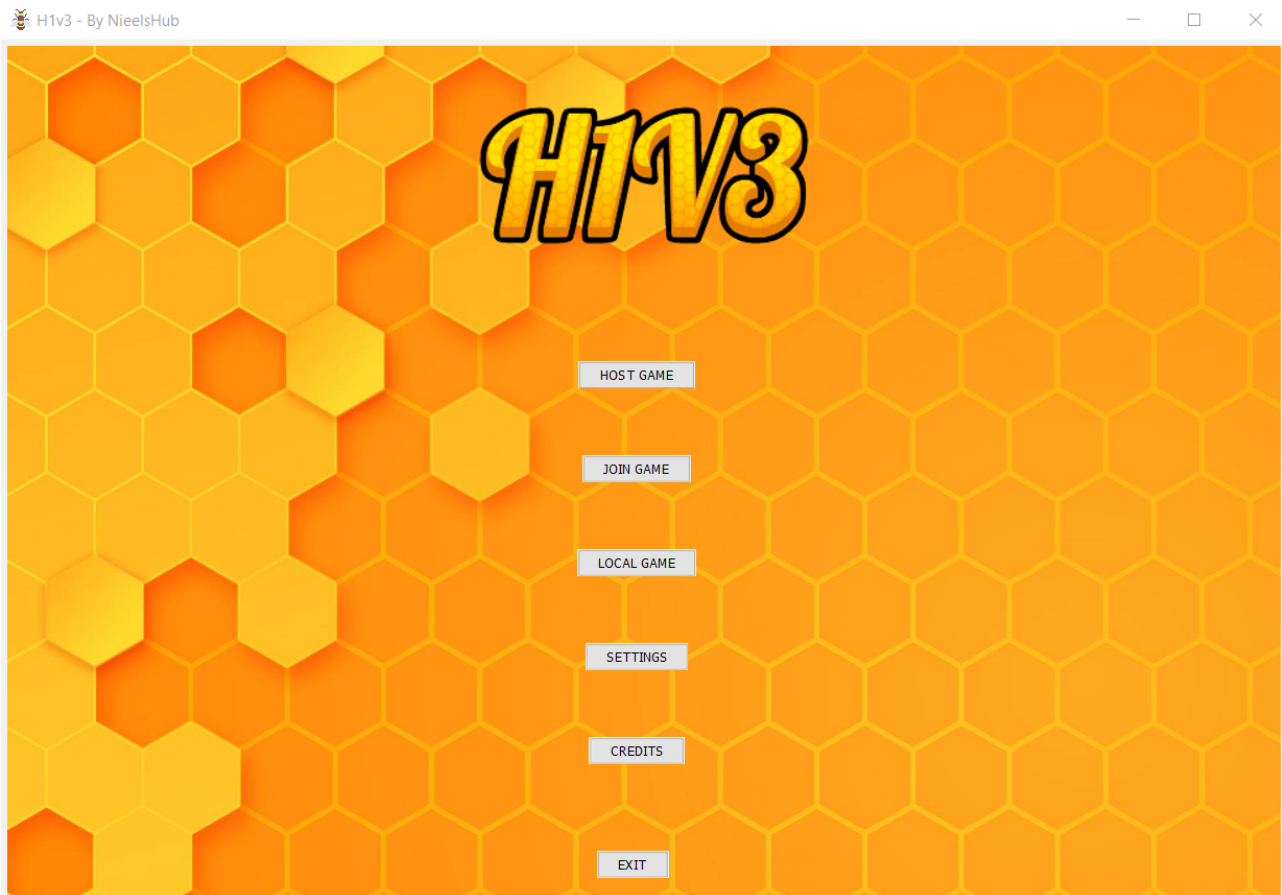 H1v3 - By NieelsHub
H1V3
HOST GAME
JOIN GAME
LOCAL GAME
SETTINGS
CREDITS
EXIT